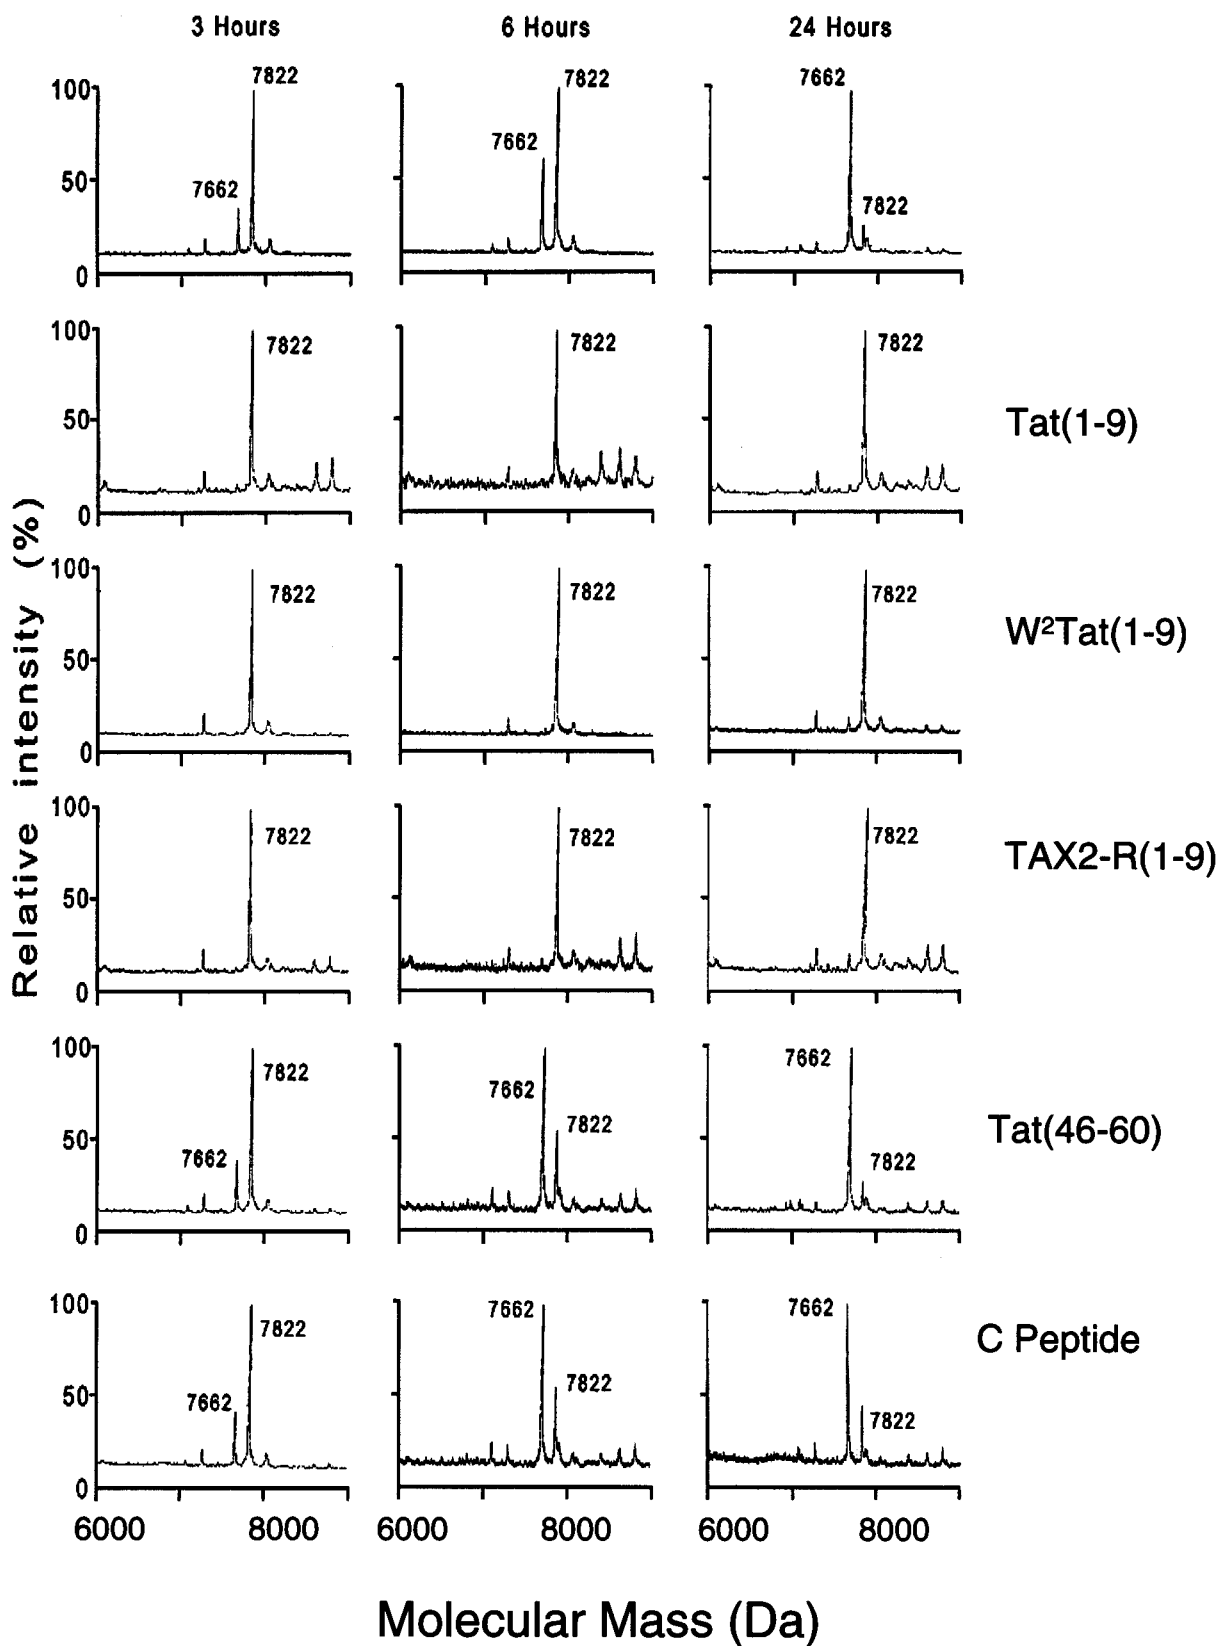 3 Hours 6 Hours 24 Hours
100 7822 7822 7662
7662
50 7662 7822
0
100
7822 7822 7822
50 Tat(1-9)
0
100
7822 7822 7822
W²Tat(1-9)
50
0
100
7822 7822 7822
TAX2-R(1-9)
50
0
100
7822 7662 7662
7822
50 7662 7822
Tat(46-60)
0
100
7822 7662 7662
C Peptide
50 7662 7822 7822
0
6000 8000 6000 8000 6000 8000
Relative intensity (%)
Molecular Mass (Da)